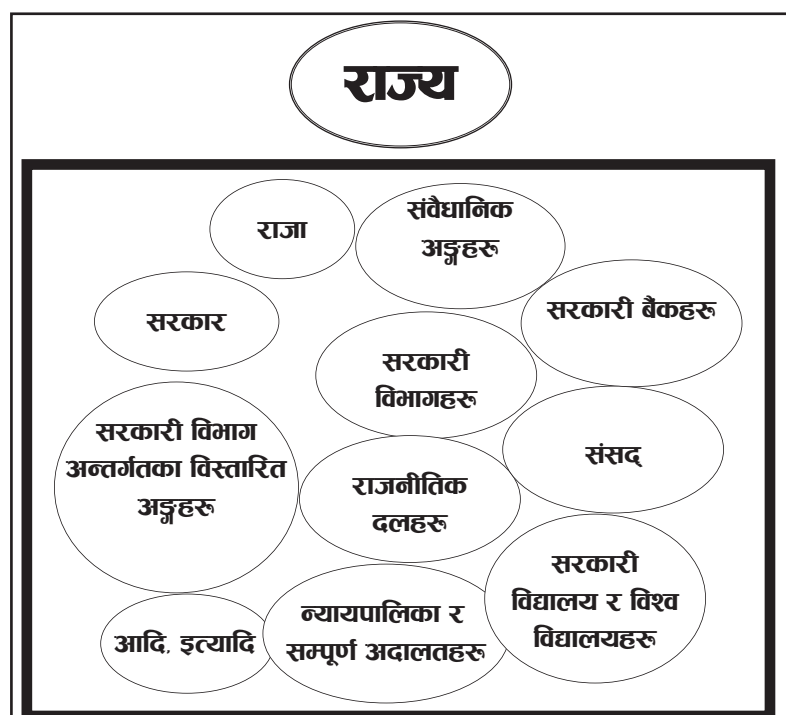 राज्य
राजा
संवैधानिक
अङ्गहरू
सरकार
सरकारी बैंकहरू
सरकारी
विभागहरू
सरकारी विभाग
अन्तर्गतका विस्तारित
अङ्गहरू
संसद्
राजनीतिक
दलहरू
सरकारी
विद्यालय र विश्व
विद्यालयहरू
आदि, इत्यादि
न्यायपालिका र
सम्पूर्ण अदालतहरू